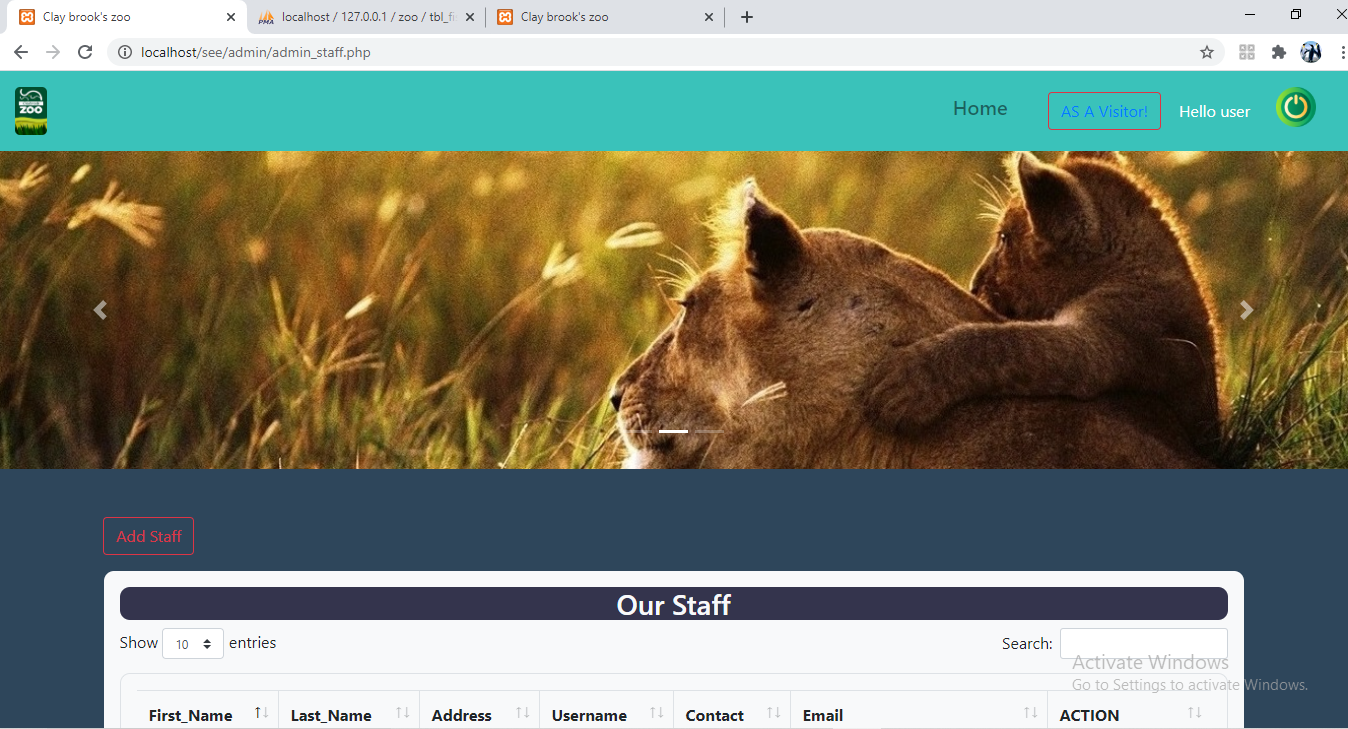 Clay brook's zoo
localhost / 127.0.0.1 / zoo / tbl_fi
Clay brook's zoo
localhost/see/admin/admin_staff.php
ZOO
Home
AS A Visitor!
Hello user
Add Staff
Our Staff
Show 10 entries
Search:
Activate Windows
Go to Settings to activate Windows.
First_Name Last_Name Address Username Contact Email ACTION